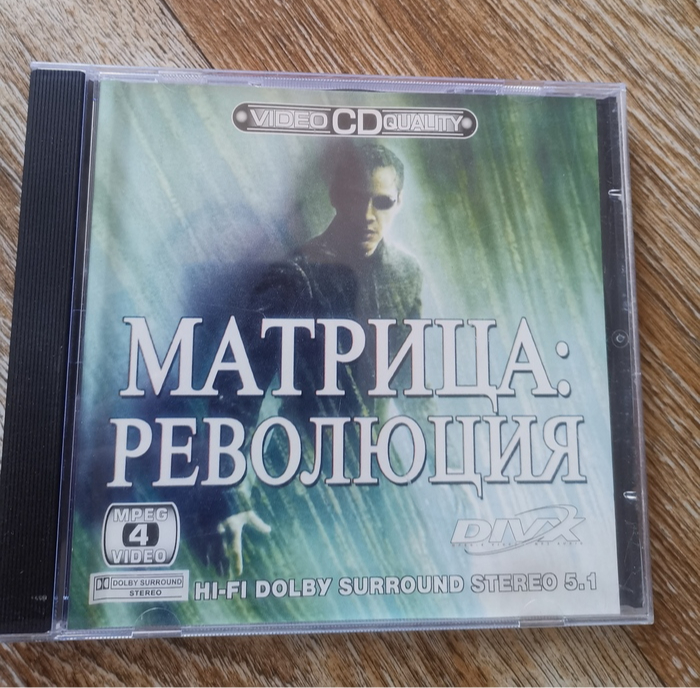 VIDEO CD QUALITY
МАТРИЦА:
РЕВОЛЮЦИЯ
MPEG
4
VIDEO
DIVX
DOLBY SURROUND
STEREO
HI-FI DOLBY SURROUND STEREO 5.1